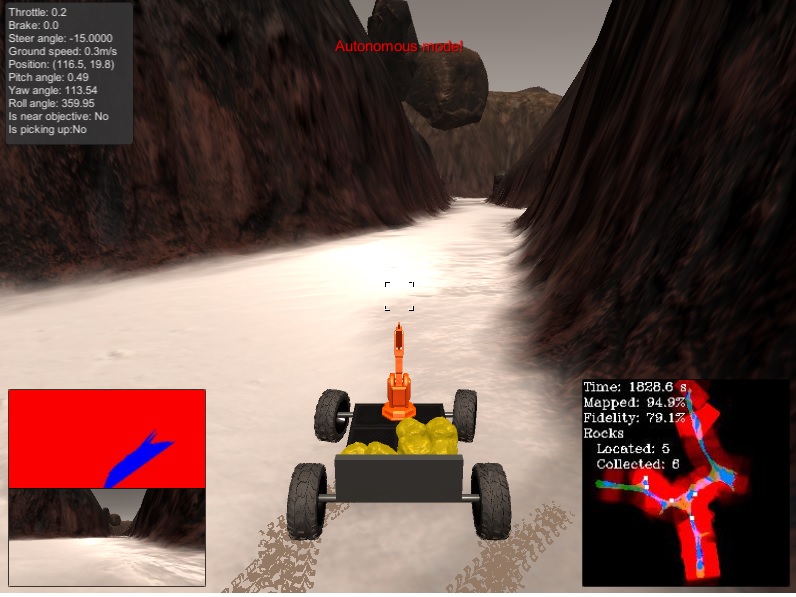 Throttle: 0.2
Brake: 0.0
Steer angle: -15.0000
Ground speed: 0.3m/s
Position: (116.5, 19.8)
Pitch angle: 0.49
Yaw angle: 113.54
Roll angle: 359.95
Is near objective: No
Is picking up:No
Autonomous model
Time: 1828.6 s
Mapped: 94.9%
Fidelity: 79.1%
Rocks
Located: 5
Collected: 6